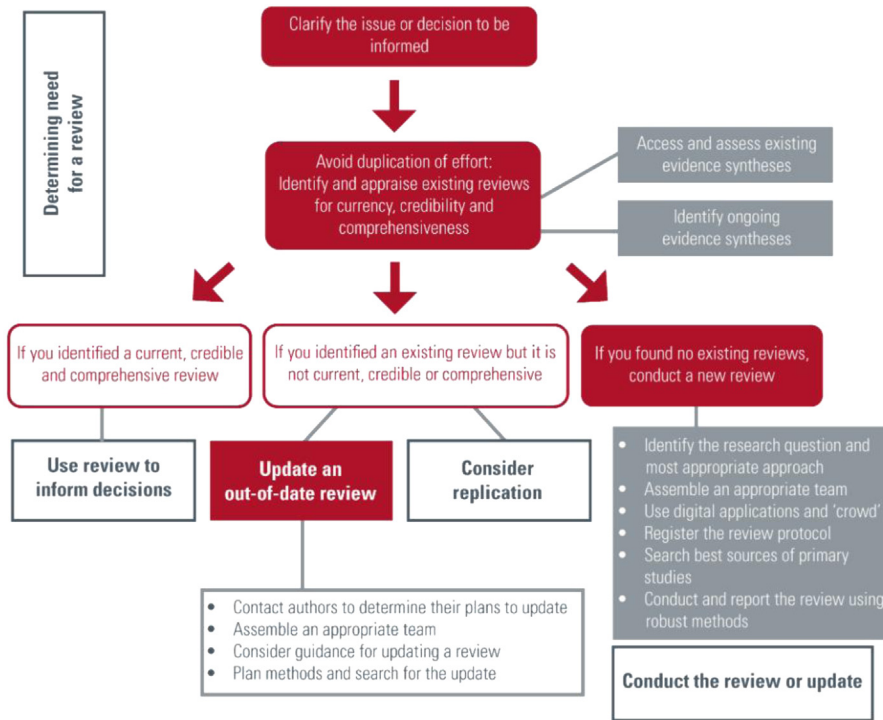 Clarify the issue or decision to be
informed
Determining need
for a review
Avoid duplication of effort:
Identify and appraise existing reviews
for currency, credibility and
comprehensiveness
Access and assess existing
evidence syntheses
Identify ongoing
evidence syntheses
If you identified a current, credible
and comprehensive review
If you identified an existing review but it is
not current, credible or comprehensive
If you found no existing reviews,
conduct a new review
Use review to
inform decisions
Update an
out-of-date review
Consider
replication
• Identify the research question and
most appropriate approach
• Assemble an appropriate team
• Use digital applications and ‘crowd’
• Register the review protocol
• Search best sources of primary
studies
• Conduct and report the review using
robust methods
• Contact authors to determine their plans to update
• Assemble an appropriate team
• Consider guidance for updating a review
• Plan methods and search for the update
Conduct the review or update